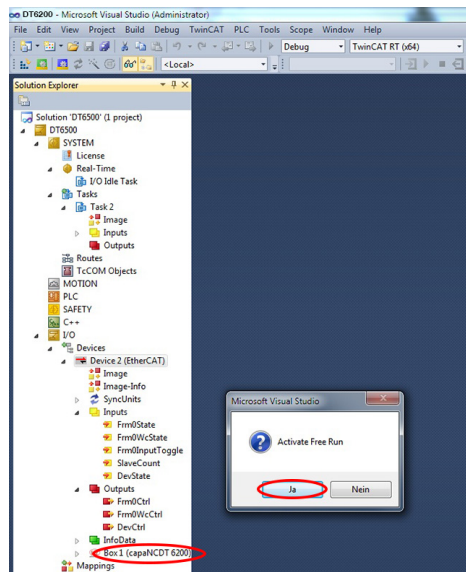 DT6200 - Microsoft Visual Studio (Administrator)
File Edit View Project Build Debug TwinCAT PLC Tools Scope Window Help
Debug TwinCAT RT (x64)
<Local>
Solution Explorer
Solution 'DT6500' (1 project)
DT6500
SYSTEM
License
Real-Time
I/O Idle Task
Tasks
Task 2
Image
Inputs
Outputs
Routes
TcCOM Objects
MOTION
PLC
SAFETY
C++
I/O
Devices
Device 2 (EtherCAT)
Image
Image-Info
SyncUnits
Inputs
Frm0State
Frm0WcState
Frm0InputToggle
SlaveCount
DevState
Outputs
Frm0Ctrl
Frm0WcCtrl
DevCtrl
InfoData
Box 1 (capaNCDT 6200)
Mappings
Microsoft Visual Studio
Activate Free Run
Ja Nein